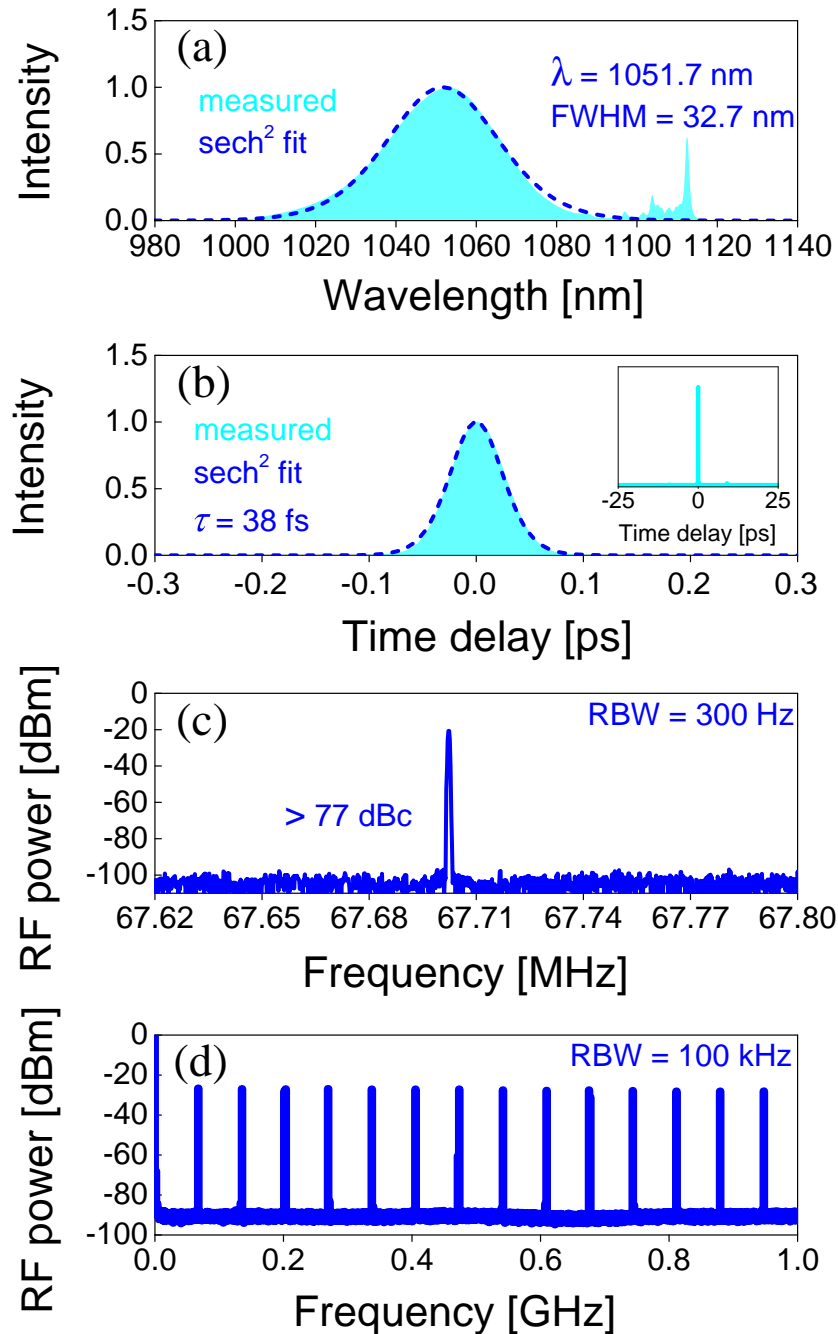 (a)
λ = 1051.7 nm
FWHM = 32.7 nm
measured
sech² fit
Intensity
1.5
1.0
0.5
0.0
980 1000 1020 1040 1060 1080 1100 1120 1140
Wavelength [nm]
(b)
measured
sech² fit
τ = 38 fs
Intensity
1.5
1.0
0.5
0.0
-25 0 25
Time delay [ps]
-0.3 -0.2 -0.1 0.0 0.1 0.2 0.3
Time delay [ps]
(c)
RBW = 300 Hz
> 77 dBc
RF power [dBm]
0
-20
-40
-60
-80
-100
67.62 67.65 67.68 67.71 67.74 67.77 67.80
Frequency [MHz]
(d)
RBW = 100 kHz
RF power [dBm]
0
-20
-40
-60
-80
-100
0.0 0.2 0.4 0.6 0.8 1.0
Frequency [GHz]